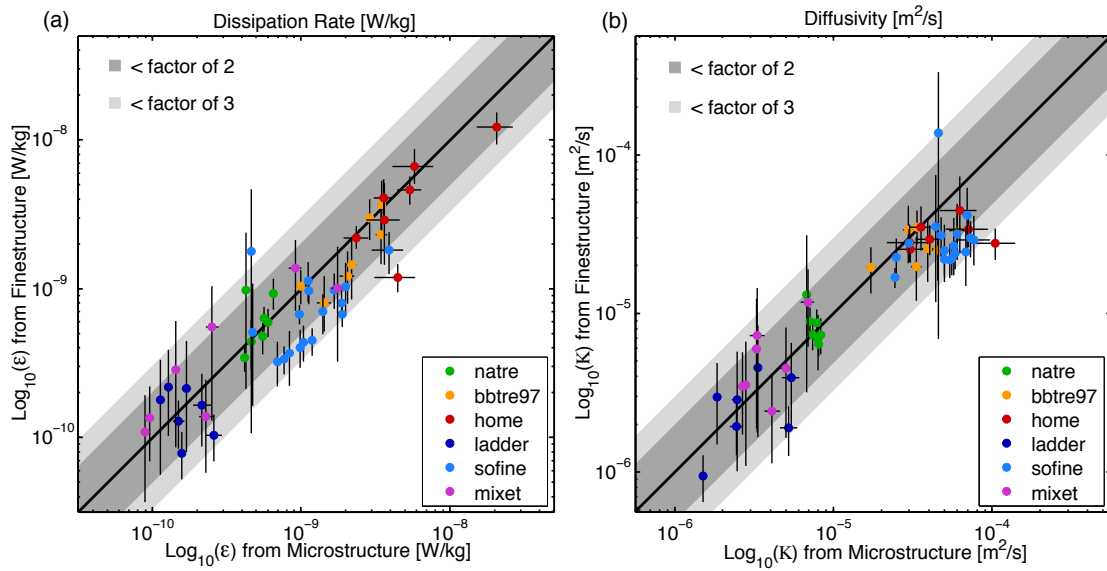 (a)
Dissipation Rate [W/kg]
< factor of 2
< factor of 3
Log10(ε) from Finestructure [W/kg]
10⁻⁸
10⁻⁹
10⁻¹⁰
natre
bbtre97
home
ladder
sofine
mixet
10⁻¹⁰ 10⁻⁹ 10⁻⁸
Log10(ε) from Microstructure [W/kg]
(b)
Diffusivity [m²/s]
< factor of 2
< factor of 3
Log10(K) from Finestructure [m²/s]
10⁻⁴
10⁻⁵
10⁻⁶
natre
bbtre97
home
ladder
sofine
mixet
10⁻⁶ 10⁻⁵ 10⁻⁴
Log10(K) from Microstructure [m²/s]